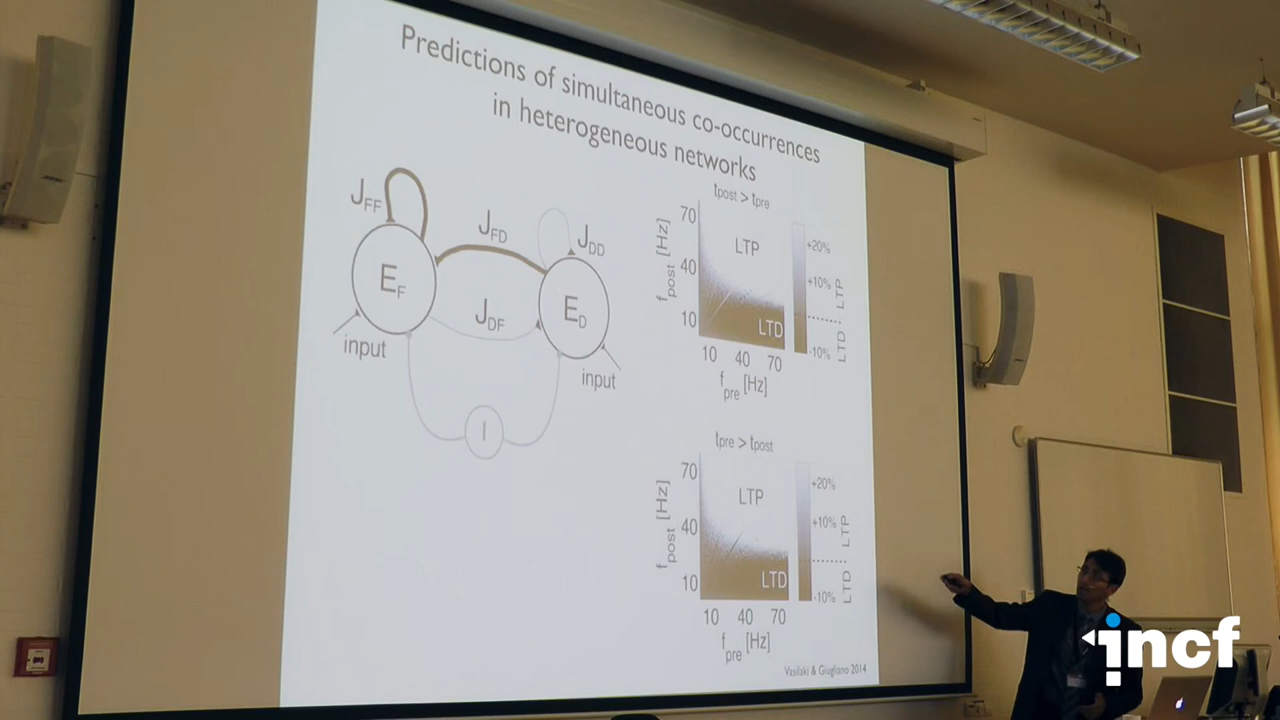 Predictions of simultaneous co-occurrences
in heterogeneous networks
J_FF
J_FD
J_DD
E_F
E_D
J_DF
input
input
I
t_post > t_pre
70
40
10
f_post [Hz]
LTP
LTD
10 40 70
f_pre [Hz]
+20%
+10%
-10%
LTP
LTD
t_pre > t_post
70
40
10
f_post [Hz]
LTP
LTD
10 40 70
f_pre [Hz]
+20%
+10%
-10%
LTP
LTD
Vasilaki & Giugliano 2014
incf